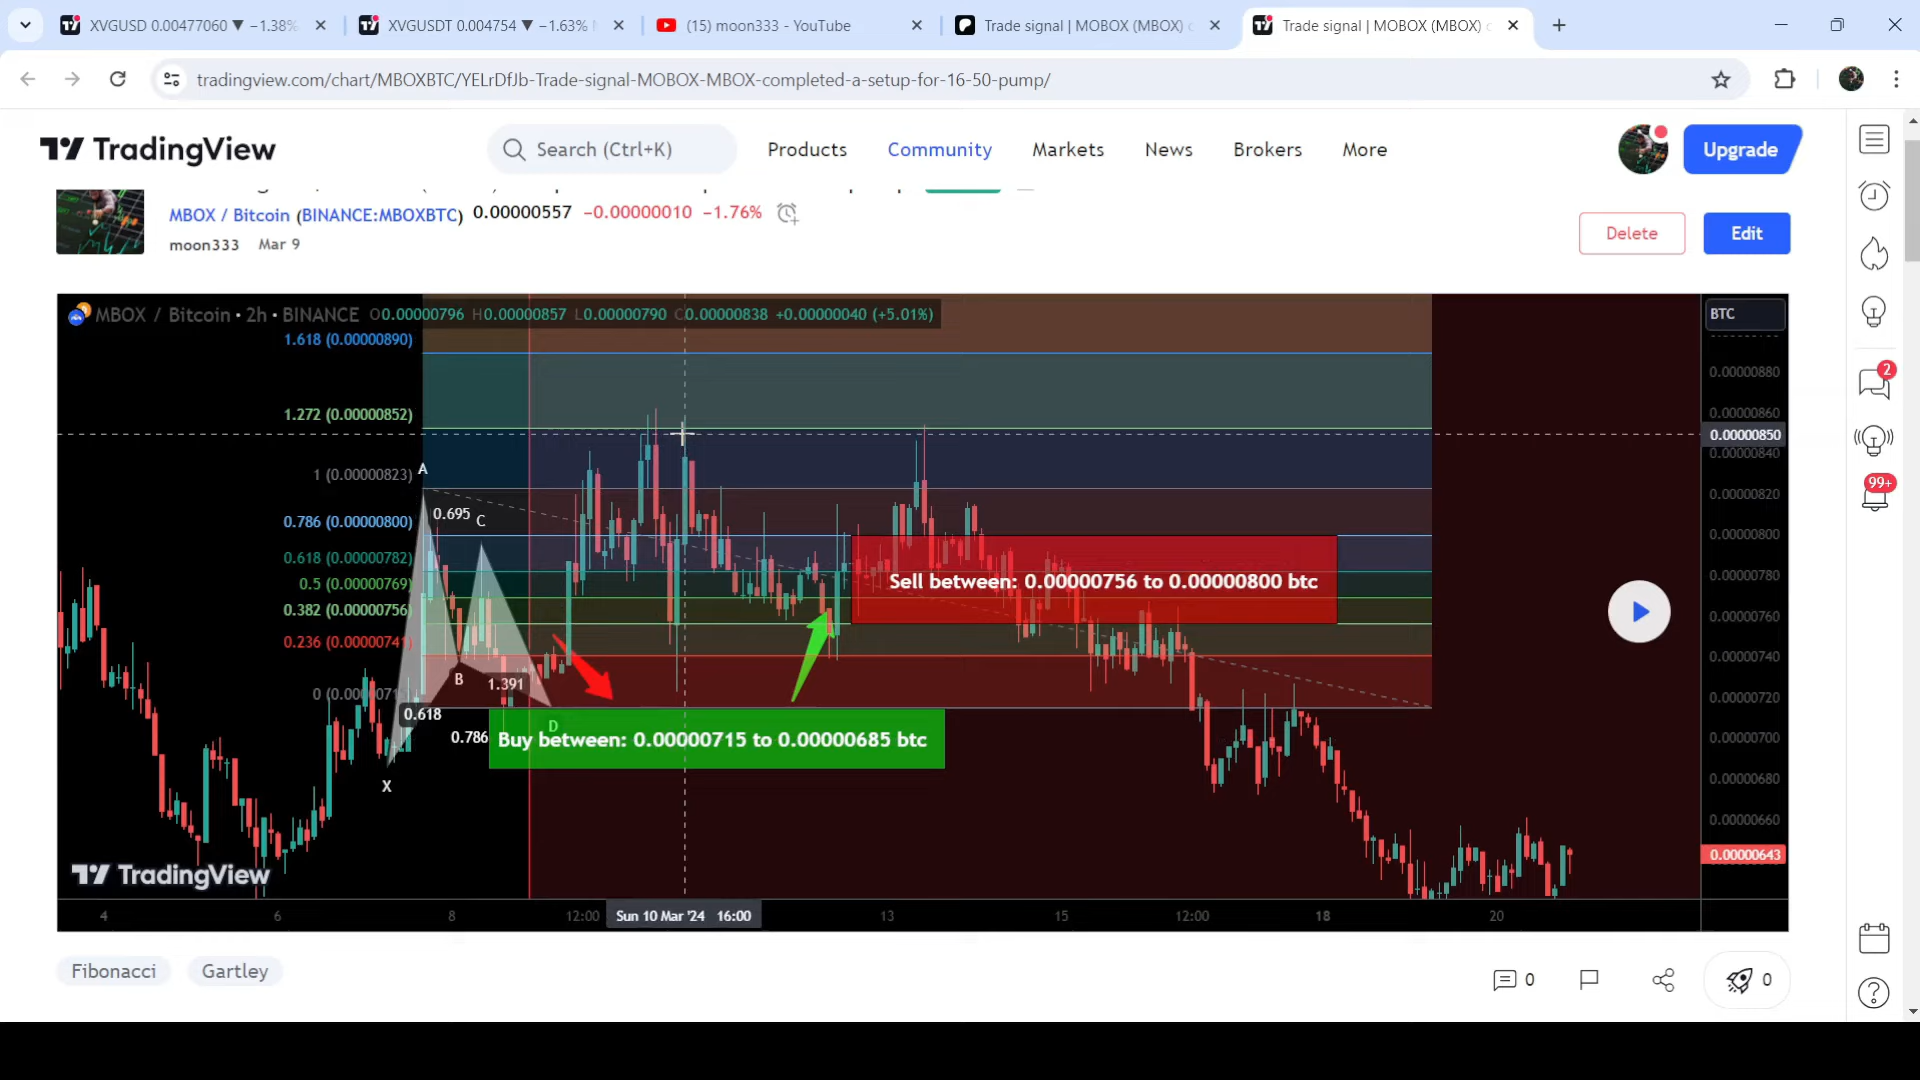 XVGUSD 0.00477060 ▼ −1.38%
XVGUSDT 0.004754 ▼ −1.63%
(15) moon333 - YouTube
Trade signal | MOBOX (MBOX)
Trade signal | MOBOX (MBOX)
tradingview.com/chart/MBOXBTC/YELrDfJb-Trade-signal-MOBOX-MBOX-completed-a-setup-for-16-50-pump/
TradingView
Search (Ctrl+K)
Products
Community
Markets
News
Brokers
More
Upgrade
MBOX / Bitcoin (BINANCE:MBOXBTC) 0.00000557 −0.00000010 −1.76%
moon333 Mar 9
Delete
Edit
MBOX / Bitcoin • 2h • BINANCE O0.00000796 H0.00000857 L0.00000790 C0.00000838 +0.00000040 (+5.01%)
BTC
1.618 (0.00000890)
0.00000880
1.272 (0.00000852)
0.00000860
0.00000850
0.00000840
1 (0.00000823)
A
0.00000820
0.695
C
0.786 (0.00000800)
0.00000800
0.618 (0.00000782)
0.00000780
0.5 (0.00000769)
Sell between: 0.00000756 to 0.00000800 btc
0.382 (0.00000756)
0.00000760
0.236 (0.00000741)
0.00000740
B
1.391
0 (0.0000071
0.00000720
0.618
D
0.786
Buy between: 0.00000715 to 0.00000685 btc
0.00000700
X
0.00000680
0.00000660
0.00000643
TradingView
4
6
8
12:00
Sun 10 Mar '24 16:00
13
15
12:00
18
20
Fibonacci
Gartley
0
0
2
99+